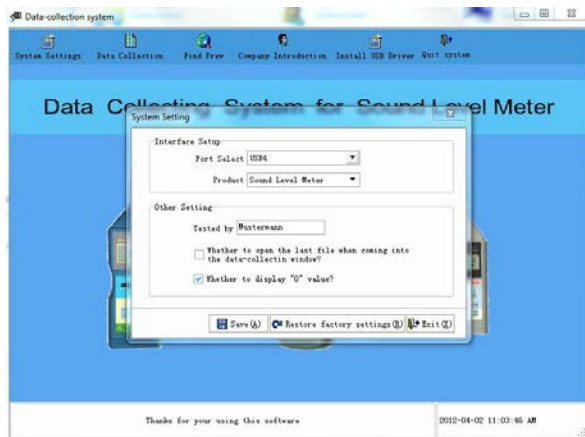 Data-collection system
System Settings Data Collection Find Prev Company Introduction Install USB Driver Quit system
Data Collecting System for Sound Level Meter
System Setting
Interface Setup
Port Select USB4
Product Sound Level Meter
Other Setting
Tested by Mustermann
Whether to open the last file when coming into
the data-collectin window?
Whether to display "0" value?
Save(A) Restore factory settings(R) Exit(X)
Thanks for your using this software 2012-04-02 11:03:46 AM